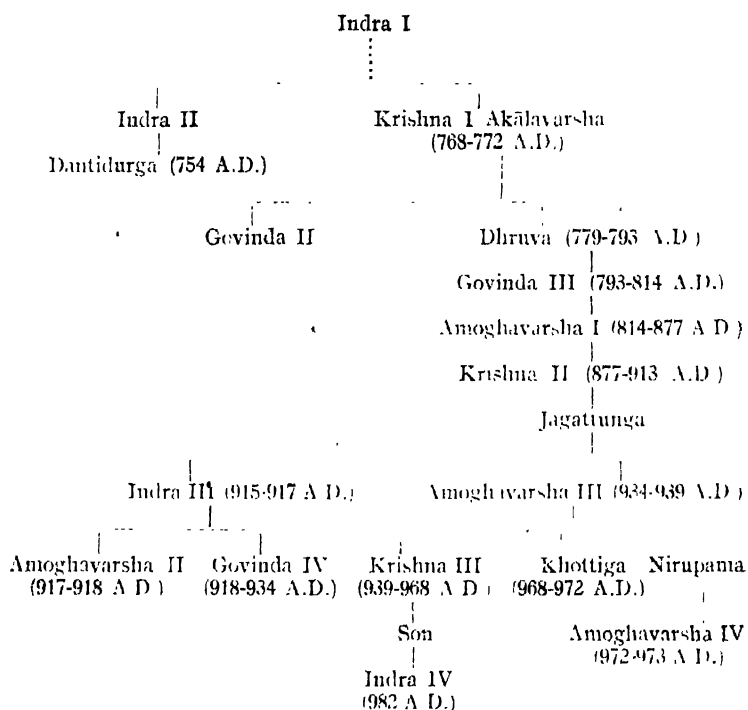 Indra I
Indra II Krishna I Akālavarsha
(768-772 A.D.)
Dantidurga (754 A.D.)
Govinda II Dhruva (779-793 A.D)
Govinda III (793-814 A.D.)
Amoghavarsha I (814-877 A D)
Krishna II (877-913 A.D)
Jagattunga
Indra III (915-917 A D.) Amoghavarsha III (934-939 A.D)
Amoghavarsha II Govinda IV Krishna III Khottiga Nirupama
(917-918 A D) (918-934 A.D.) (939-968 A D) (968-972 A.D.)
Son Amoghavarsha IV
(972-973 A D.)
Indra IV
(982 A D.)